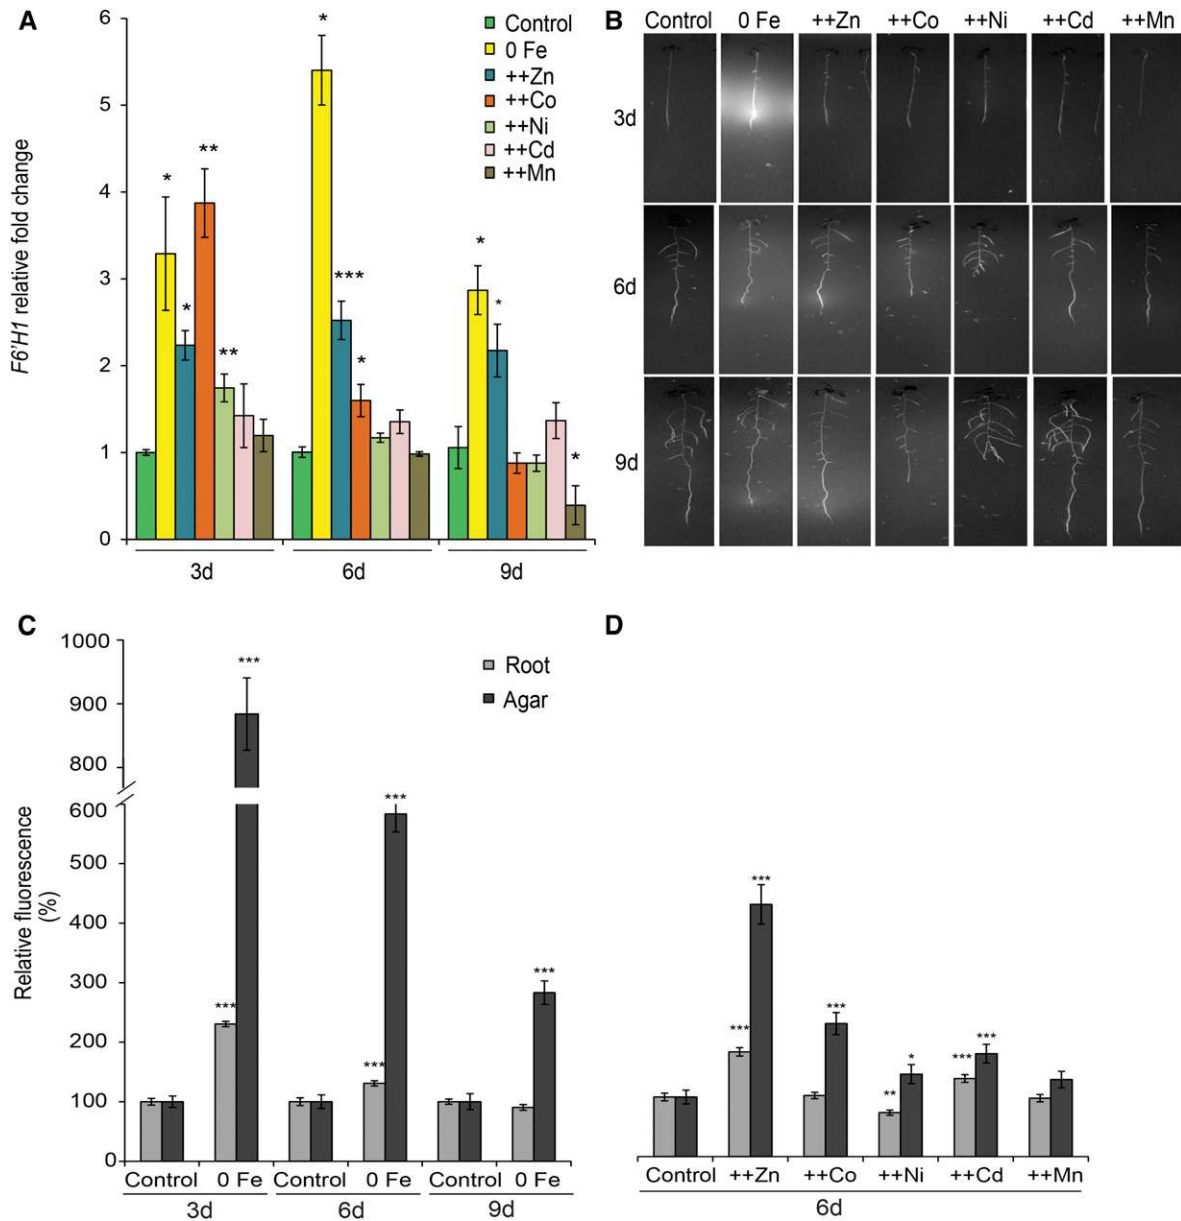 A
F6'H1 relative fold change
6
5
4
3
2
1
0
Control
0 Fe
++Zn
++Co
++Ni
++Cd
++Mn
*
*
**
**
*
***
*
*
*
*
3d
6d
9d
B
Control 0 Fe ++Zn ++Co ++Ni ++Cd ++Mn
3d
6d
9d
C
Relative fluorescence
(%)
1000
900
800
600
500
400
300
200
100
0
Root
Agar
***
***
***
***
***
Control 0 Fe Control 0 Fe Control 0 Fe
3d 6d 9d
D
***
***
***
**
*
***
***
Control ++Zn ++Co ++Ni ++Cd ++Mn
6d